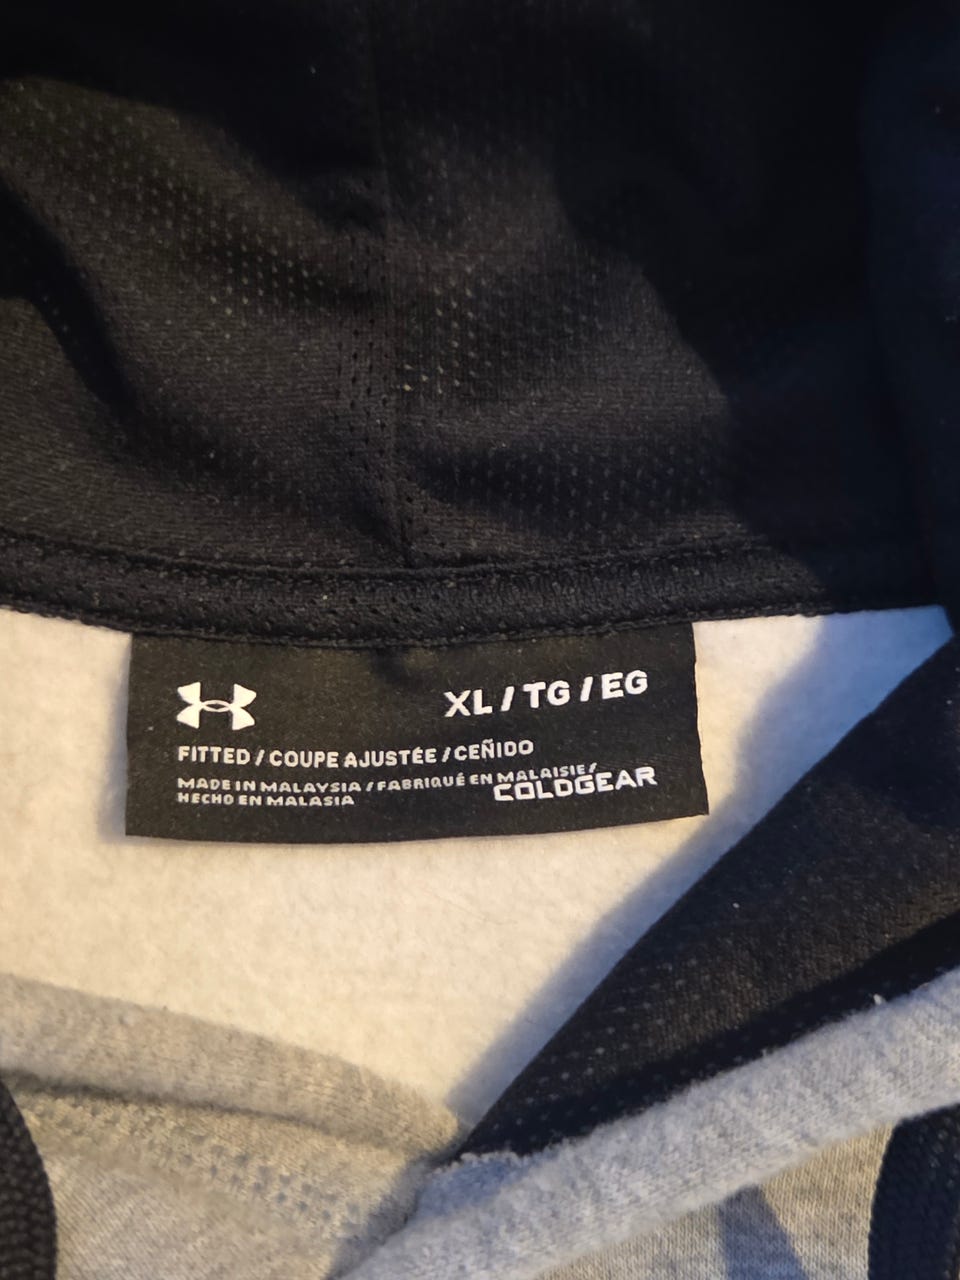 XL / TG / EG
FITTED / COUPE AJUSTÉE / CEÑIDO
MADE IN MALAYSIA / FABRIQUÉ EN MALAISIE /
HECHO EN MALASIA
COLDGEAR